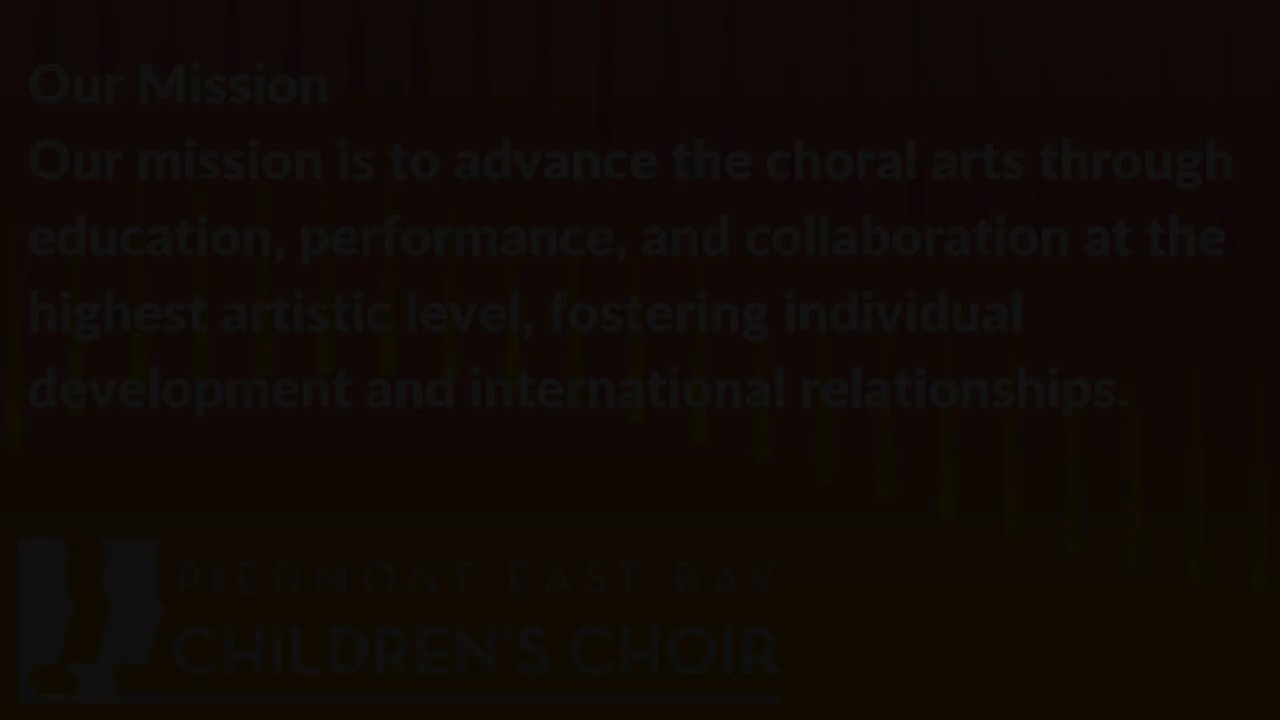 Our Mission
Our mission is to advance the choral arts through
education, performance, and collaboration at the
highest artistic level, fostering individual
development and international relationships.
PIEDMONT EAST BAY
CHILDREN'S CHOIR